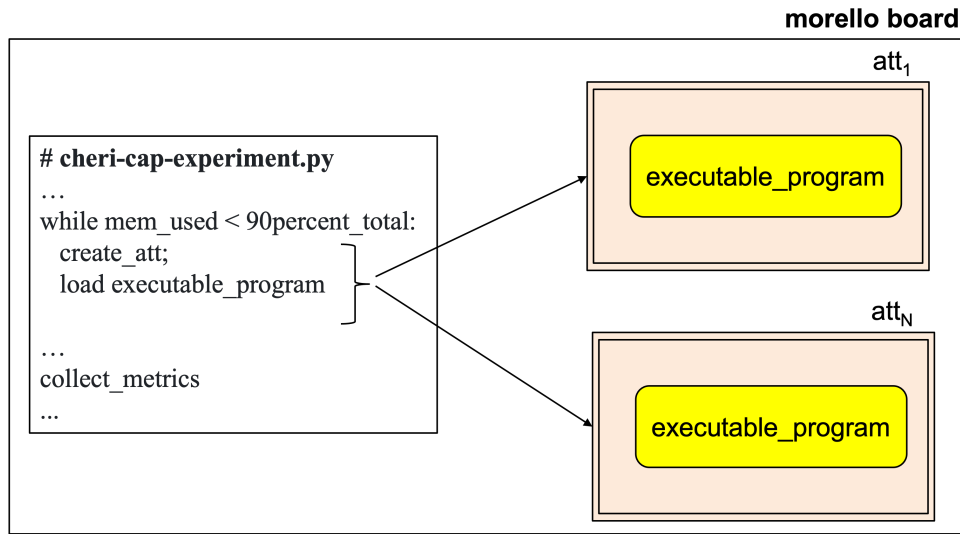 morello board
# cheri-cap-experiment.py
…
while mem_used < 90percent_total:
create_att;
load executable_program
…
collect_metrics
...
att1
executable_program
attN
executable_program